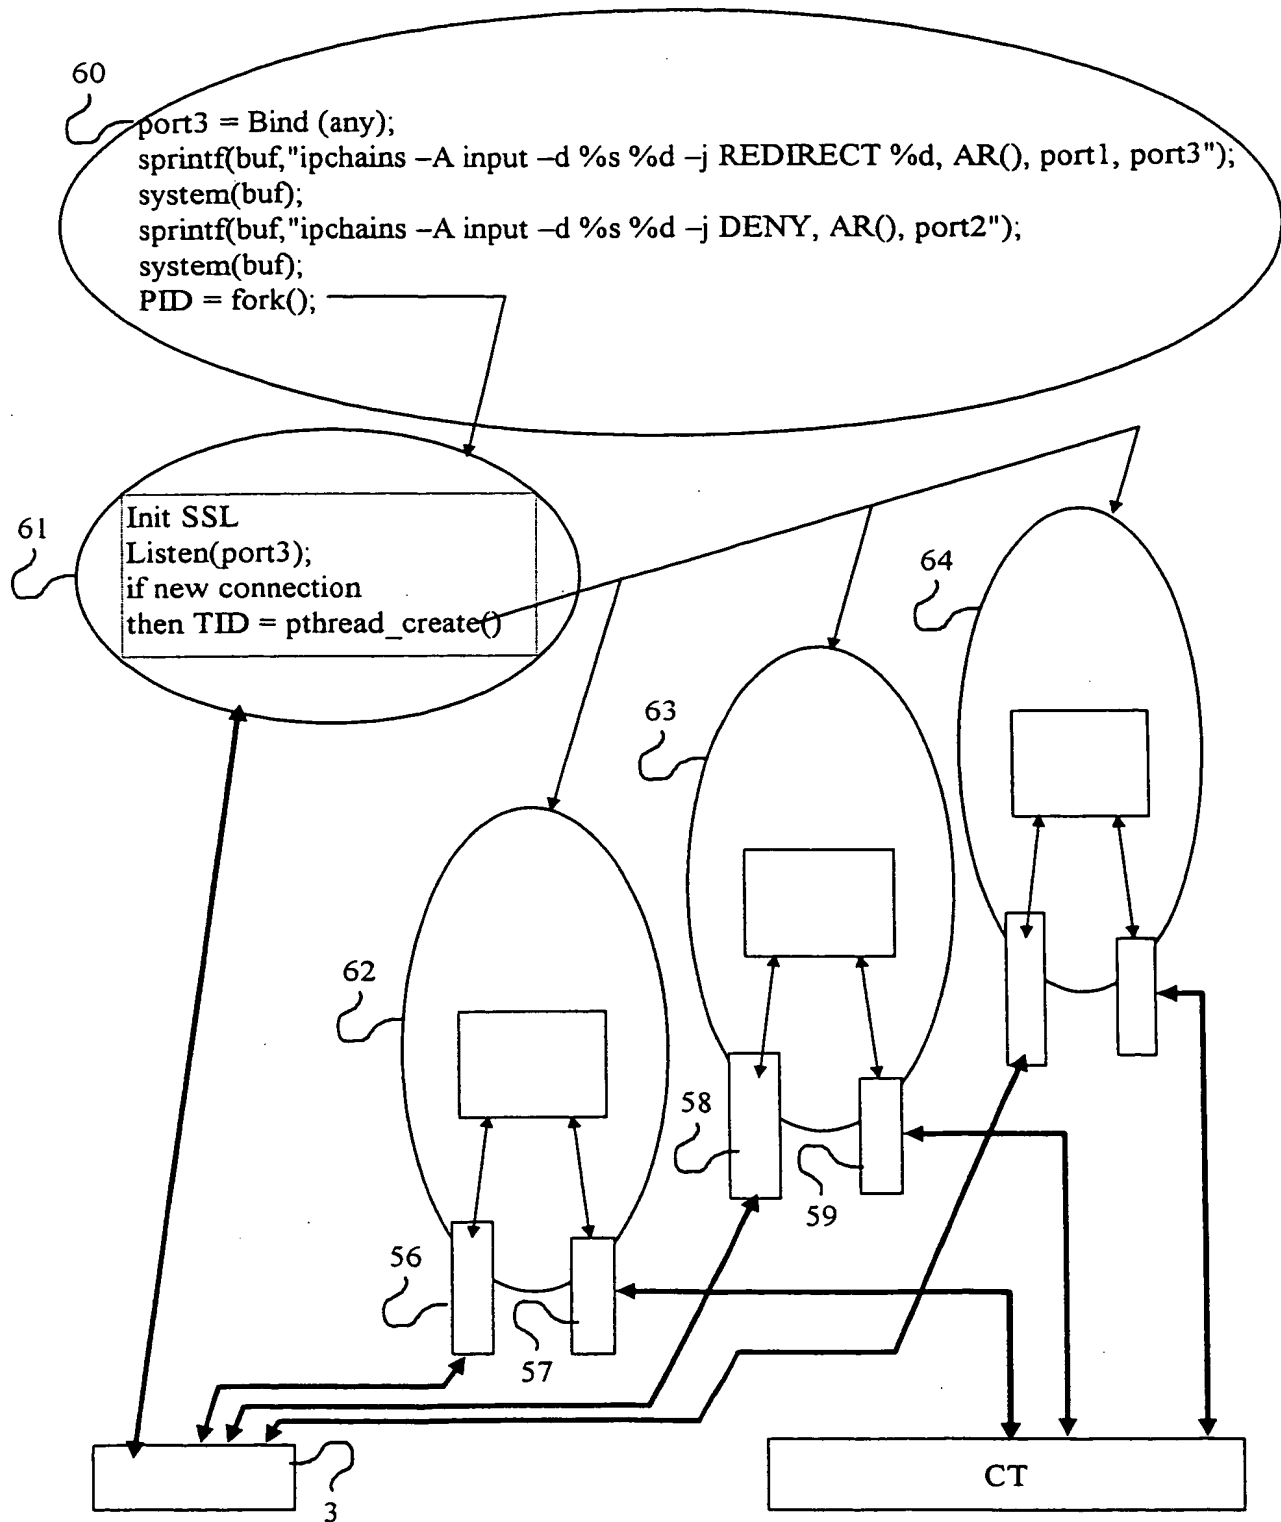 60
port3 = Bind (any);
sprintf(buf,"ipchains –A input –d %s %d –j REDIRECT %d, AR(), port1, port3");
system(buf);
sprintf(buf,"ipchains –A input –d %s %d –j DENY, AR(), port2");
system(buf);
PID = fork();
61
Init SSL
Listen(port3);
if new connection
then TID = pthread_create()
64
63
62
58
59
56
57
3
CT